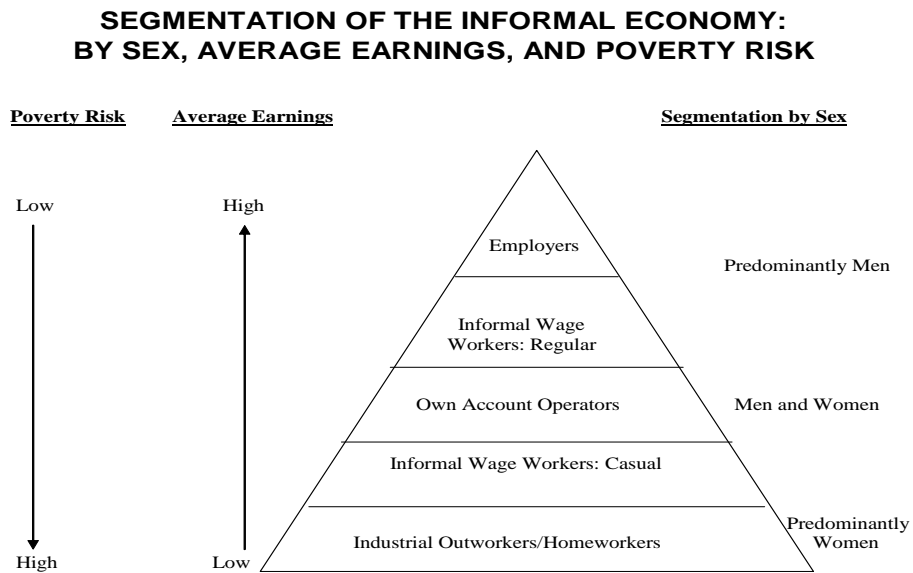 SEGMENTATION OF THE INFORMAL ECONOMY:
BY SEX, AVERAGE EARNINGS, AND POVERTY RISK
Poverty Risk
Average Earnings
Segmentation by Sex
Low
High
Employers
Predominantly Men
Informal Wage
Workers: Regular
Own Account Operators
Men and Women
Informal Wage Workers: Casual
Predominantly
Women
Industrial Outworkers/Homeworkers
High
Low